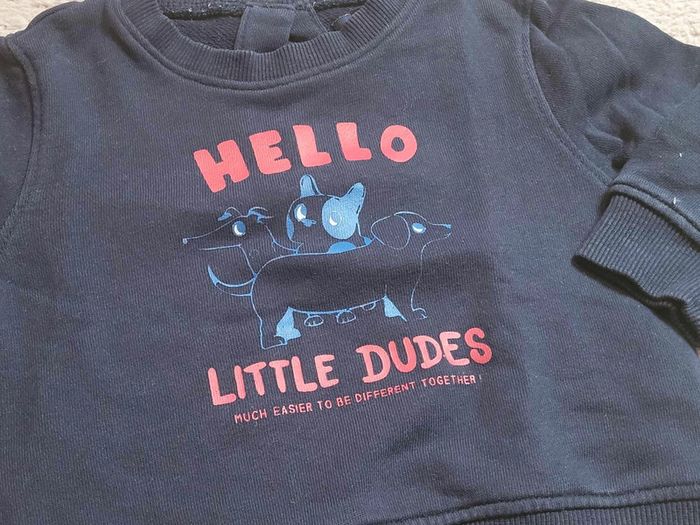 HELLO
LITTLE DUDES
MUCH EASIER TO BE DIFFERENT TOGETHER!